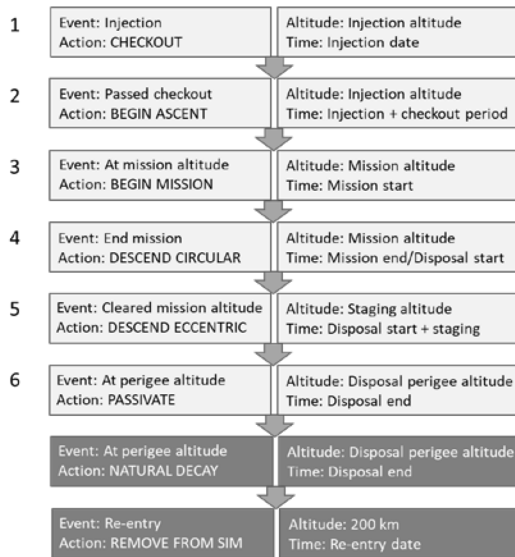 1
Event: Injection
Action: CHECKOUT
Altitude: Injection altitude
Time: Injection date
2
Event: Passed checkout
Action: BEGIN ASCENT
Altitude: Injection altitude
Time: Injection + checkout period
3
Event: At mission altitude
Action: BEGIN MISSION
Altitude: Mission altitude
Time: Mission start
4
Event: End mission
Action: DESCEND CIRCULAR
Altitude: Mission altitude
Time: Mission end/Disposal start
5
Event: Cleared mission altitude
Action: DESCEND ECCENTRIC
Altitude: Staging altitude
Time: Disposal start + staging
6
Event: At perigee altitude
Action: PASSIVATE
Altitude: Disposal perigee altitude
Time: Disposal end
Event: At perigee altitude
Action: NATURAL DECAY
Altitude: Disposal perigee altitude
Time: Disposal end
Event: Re-entry
Action: REMOVE FROM SIM
Altitude: 200 km
Time: Re-entry date